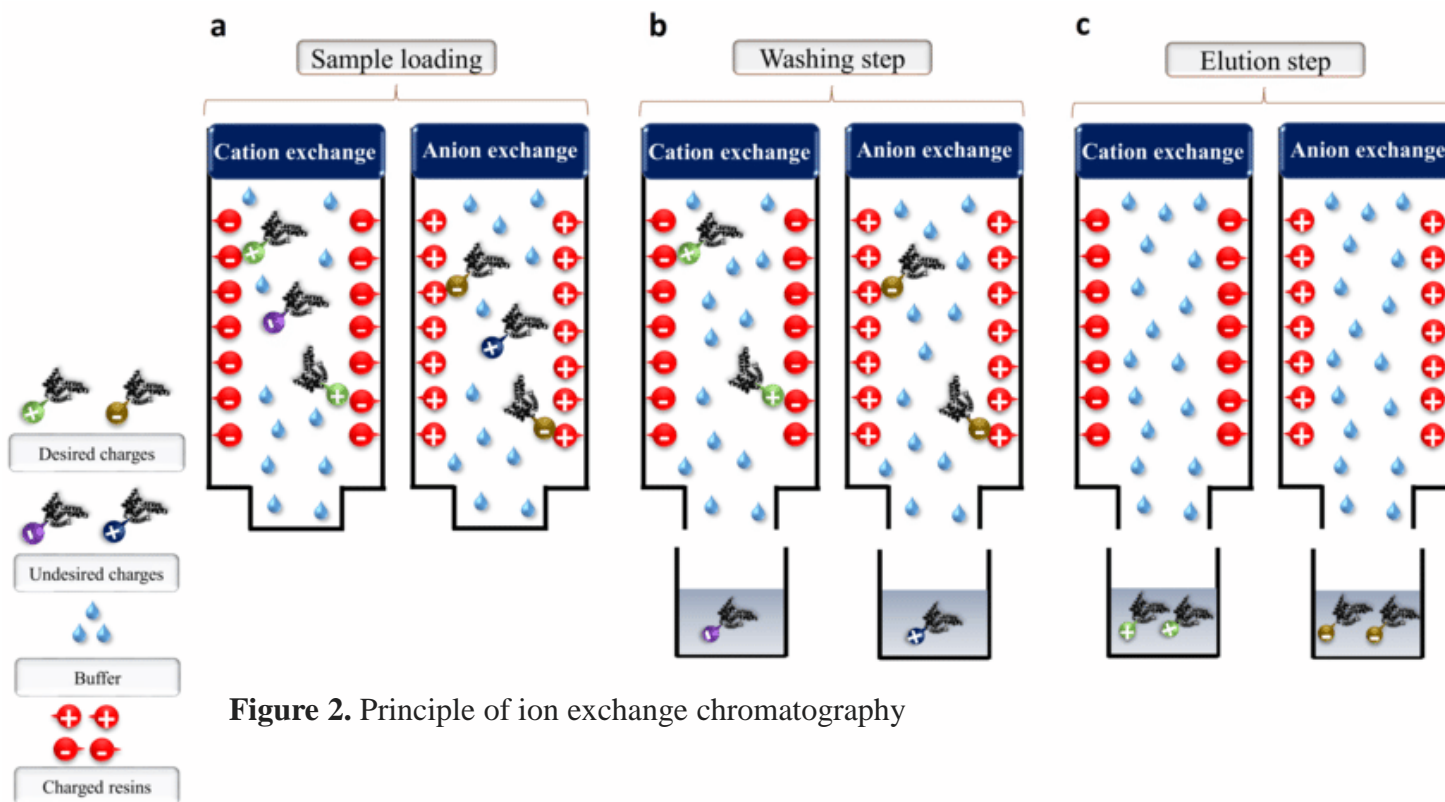 a
Sample loading
Cation exchange
Anion exchange
b
Washing step
Cation exchange
Anion exchange
c
Elution step
Cation exchange
Anion exchange
Desired charges
Undesired charges
Buffer
Charged resins
Figure 2. Principle of ion exchange chromatography